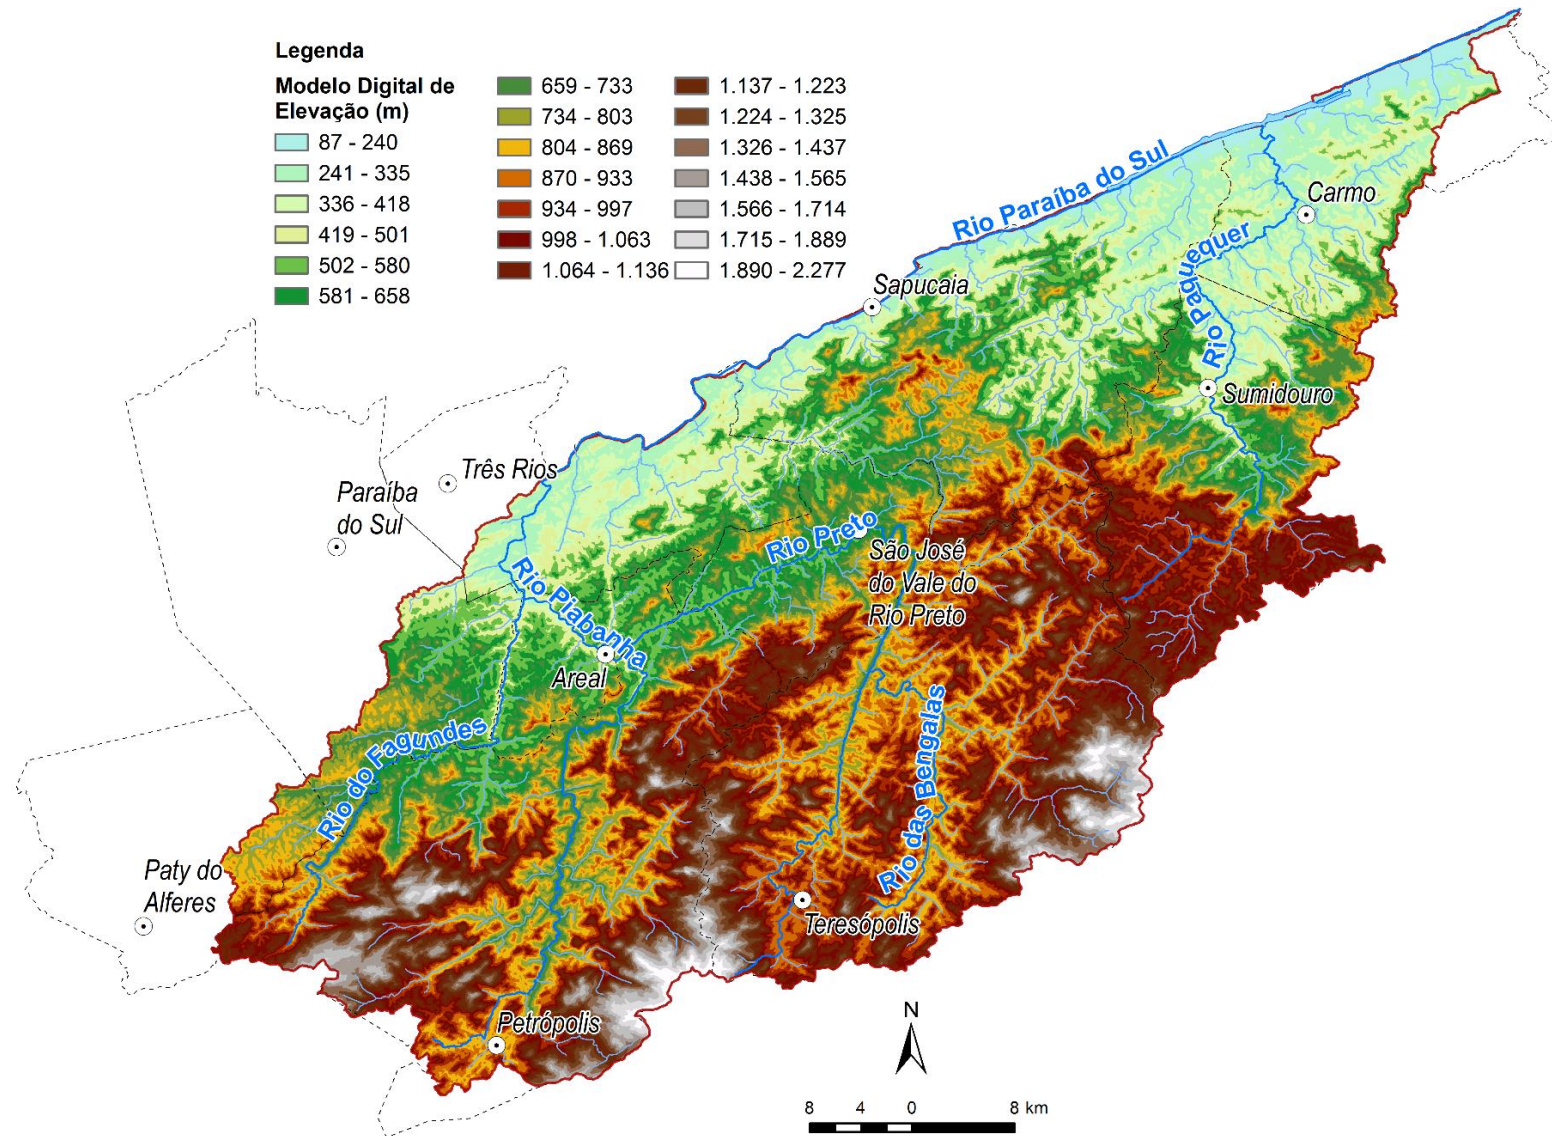 Legenda
Modelo Digital de
Elevação (m)
87 - 240
241 - 335
336 - 418
419 - 501
502 - 580
581 - 658
659 - 733
734 - 803
804 - 869
870 - 933
934 - 997
998 - 1.063
1.064 - 1.136
1.137 - 1.223
1.224 - 1.325
1.326 - 1.437
1.438 - 1.565
1.566 - 1.714
1.715 - 1.889
1.890 - 2.277
Rio Paraíba do Sul
Carmo
Rio Paquequer
Sapucaia
Sumidouro
Três Rios
Paraíba
do Sul
Rio Preto
São José
do Vale do
Rio Preto
Rio Piabanha
Areal
Rio do Fagundes
Rio das Bengalas
Paty do
Alferes
Teresópolis
Petrópolis
N
8 4 0 8 km